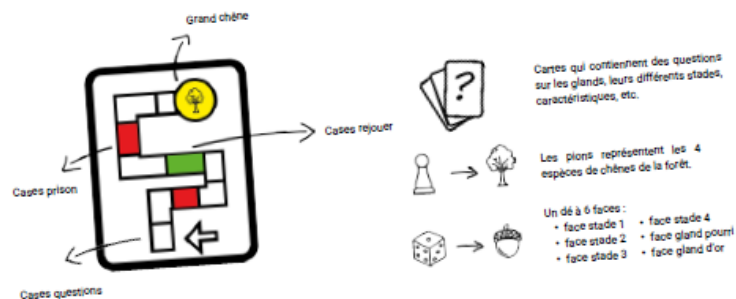 Grand chêne
Cases rejouer
Cases prison
Cases questions
?
Cartes qui contiennent des questions
sur les glands, leurs différents stades,
caractéristiques, etc.
Les pions représentent les 4
espèces de chênes de la forêt.
Un dé à 6 faces :
• face stade 1 • face stade 4
• face stade 2 • face gland pourri
• face stade 3 • face gland d'or